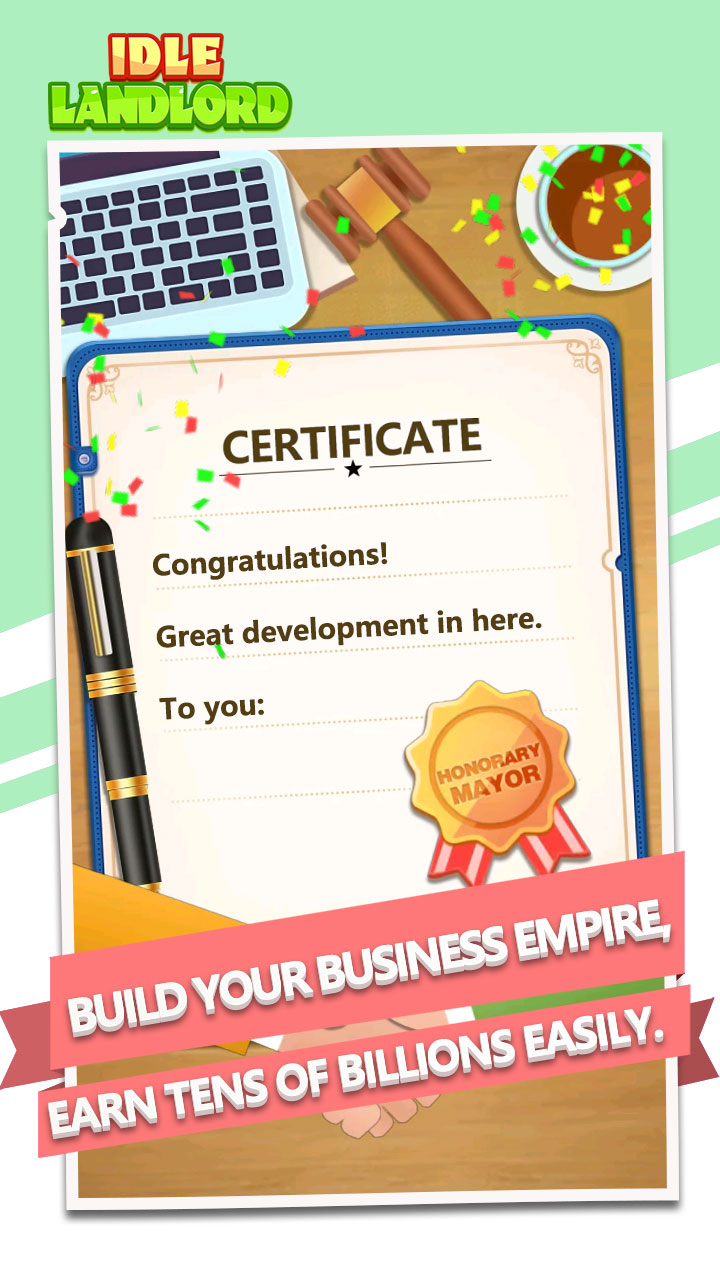 IDLE
LANDLORD
CERTIFICATE
Congratulations!
Great development in here.
To you:
HONORARY
MAYOR
BUILD YOUR BUSINESS EMPIRE,
EARN TENS OF BILLIONS EASILY.